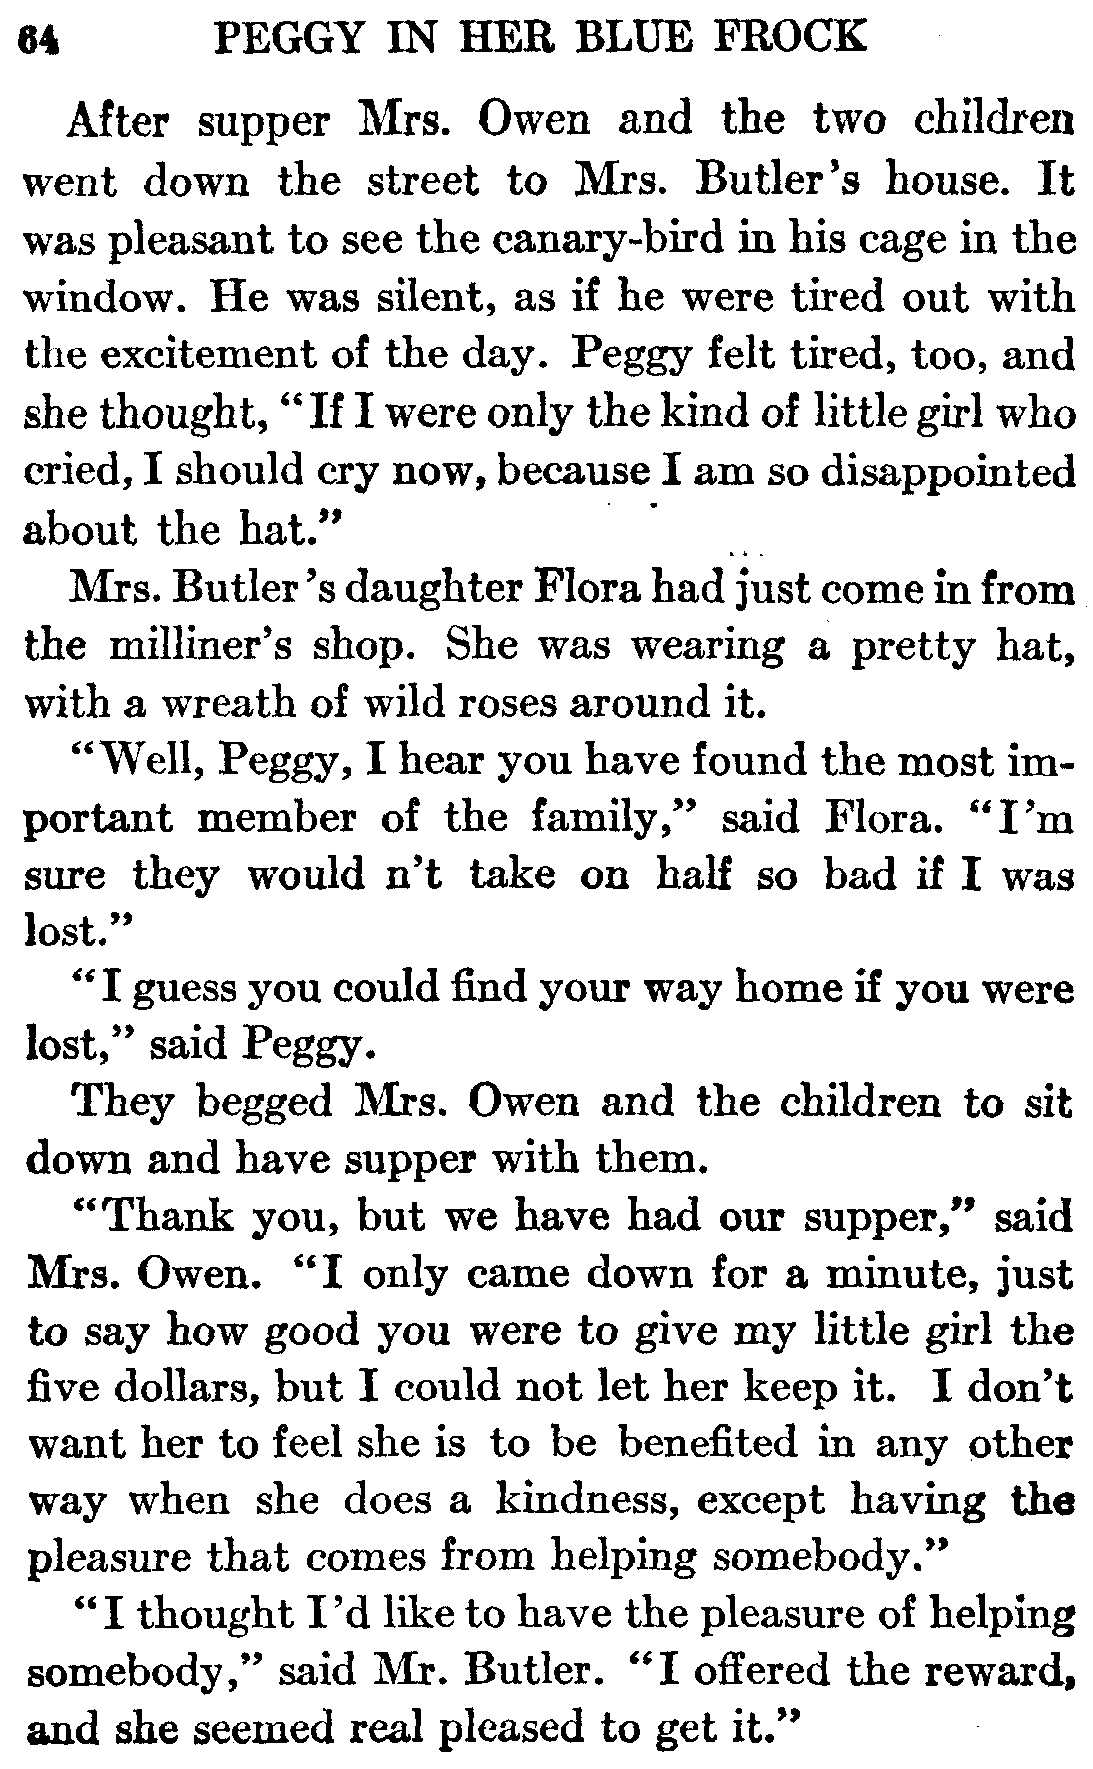 64 PEGGY IN HER BLUE FROCK
After supper Mrs. Owen and the two children
went down the street to Mrs. Butler's house. It
was pleasant to see the canary-bird in his cage in the
window. He was silent, as if he were tired out with
the excitement of the day. Peggy felt tired, too, and
she thought, "If I were only the kind of little girl who
cried, I should cry now, because I am so disappointed
about the hat."
Mrs. Butler's daughter Flora had just come in from
the milliner's shop. She was wearing a pretty hat,
with a wreath of wild roses around it.
"Well, Peggy, I hear you have found the most im-
portant member of the family," said Flora. "I'm
sure they would n't take on half so bad if I was
lost."
"I guess you could find your way home if you were
lost," said Peggy.
They begged Mrs. Owen and the children to sit
down and have supper with them.
"Thank you, but we have had our supper," said
Mrs. Owen. "I only came down for a minute, just
to say how good you were to give my little girl the
five dollars, but I could not let her keep it. I don't
want her to feel she is to be benefited in any other
way when she does a kindness, except having the
pleasure that comes from helping somebody."
"I thought I'd like to have the pleasure of helping
somebody," said Mr. Butler. "I offered the reward,
and she seemed real pleased to get it."